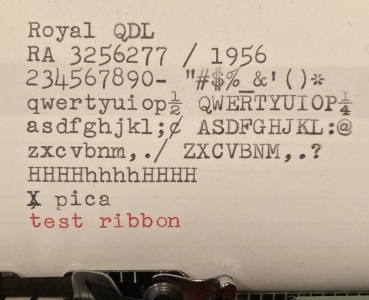 Royal QDL
RA 3256277 / 1956
234567890- "#$%_&'()*
qwertyuiop½ QWERTYUIOP¼
asdfghjkl;¢ ASDFGHJKL:@
zxcvbnm,./ ZXCVBNM,.?
HHHHhhhhHHHH
X pica
test ribbon